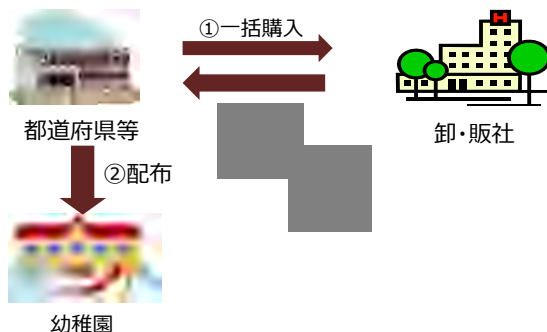 ①一括購入
都道府県等
卸・販社
②配布
幼稚園